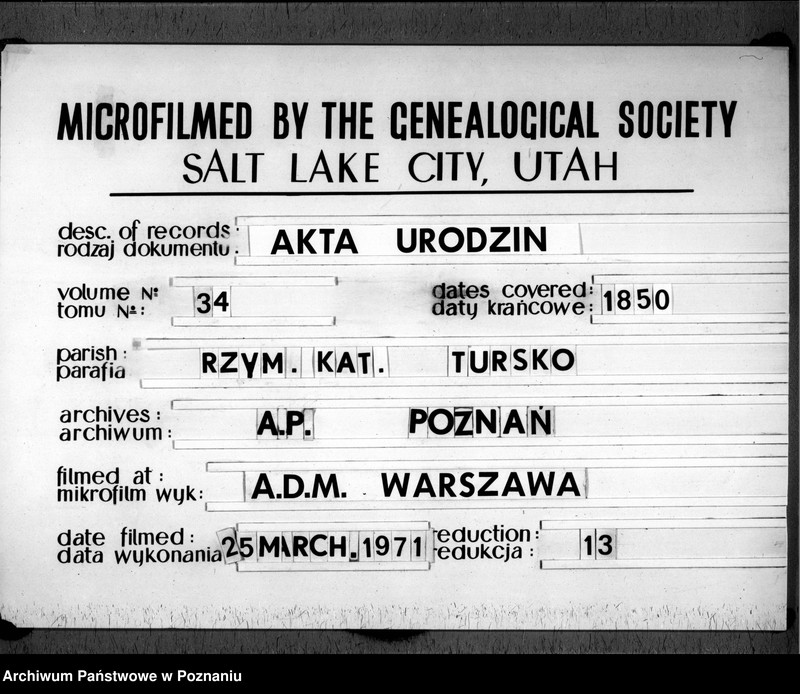 MICROFILMED BY THE GENEALOGICAL SOCIETY
SALT LAKE CITY, UTAH
desc. of records:
rodzaj dokumentu: AKTA URODZIN
volume Nº
tomu Nº: 34
dates covered:
daty krańcowe: 1850
parish:
parafia RZYM. KAT. TURSKO
archives:
archiwum: A.P. POZNAŃ
filmed at:
mikrofilm wyk: A.D.M. WARSZAWA
date filmed:
data wykonania 25 MARCH. 1971
reduction:
redukcja: 13
Archiwum Państwowe w Poznaniu